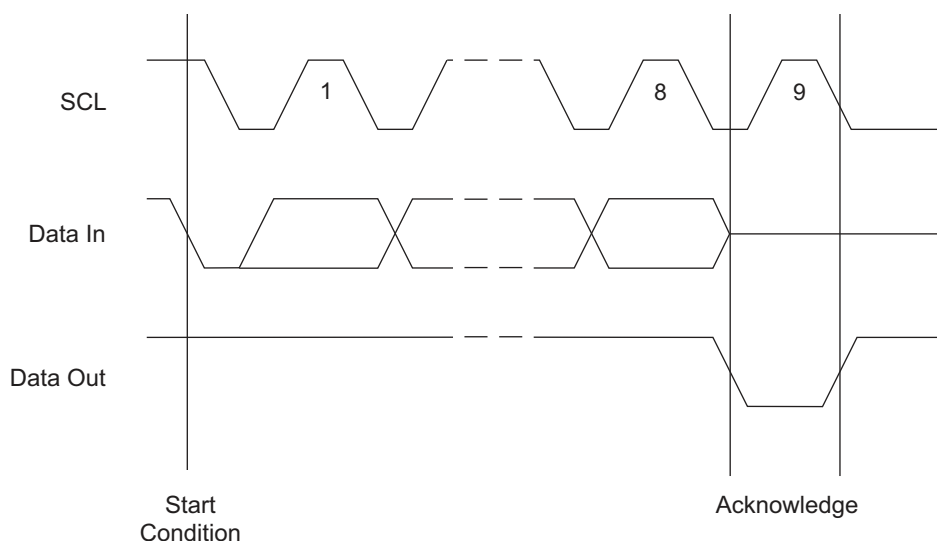 SCL
1
8
9
Data In
Data Out
Start
Condition
Acknowledge